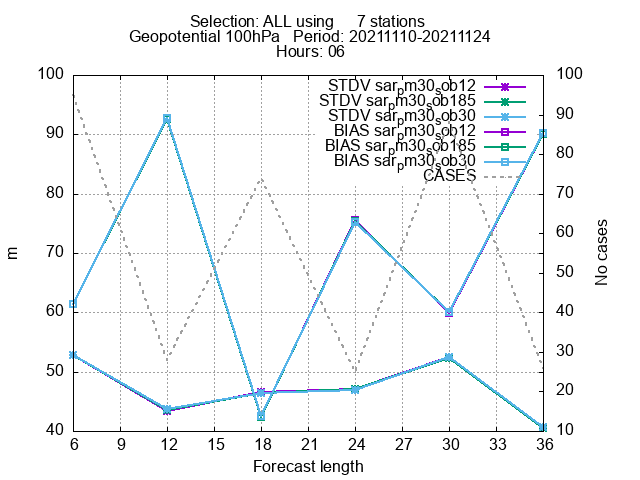 Selection: ALL using 7 stations
Geopotential 100hPa Period: 20211110-20211124
Hours: 06
STDV sar_pm30_sob12
STDV sar_pm30_sob185
STDV sar_pm30_sob30
BIAS sar_pm30_sob12
BIAS sar_pm30_sob185
BIAS sar_pm30_sob30
CASES
100
90
80
70
60
50
40
m
100
90
80
70
60
50
40
30
20
10
No cases
6 9 12 15 18 21 24 27 30 33 36
Forecast length